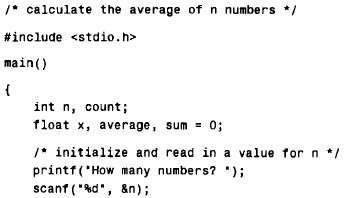 /* calculate the average of n numbers */
#include <stdio.h>
main()
{
int n, count;
float x, average, sum = 0;
/* initialize and read in a value for n */
printf("How many numbers? ");
scanf("%d", &n);